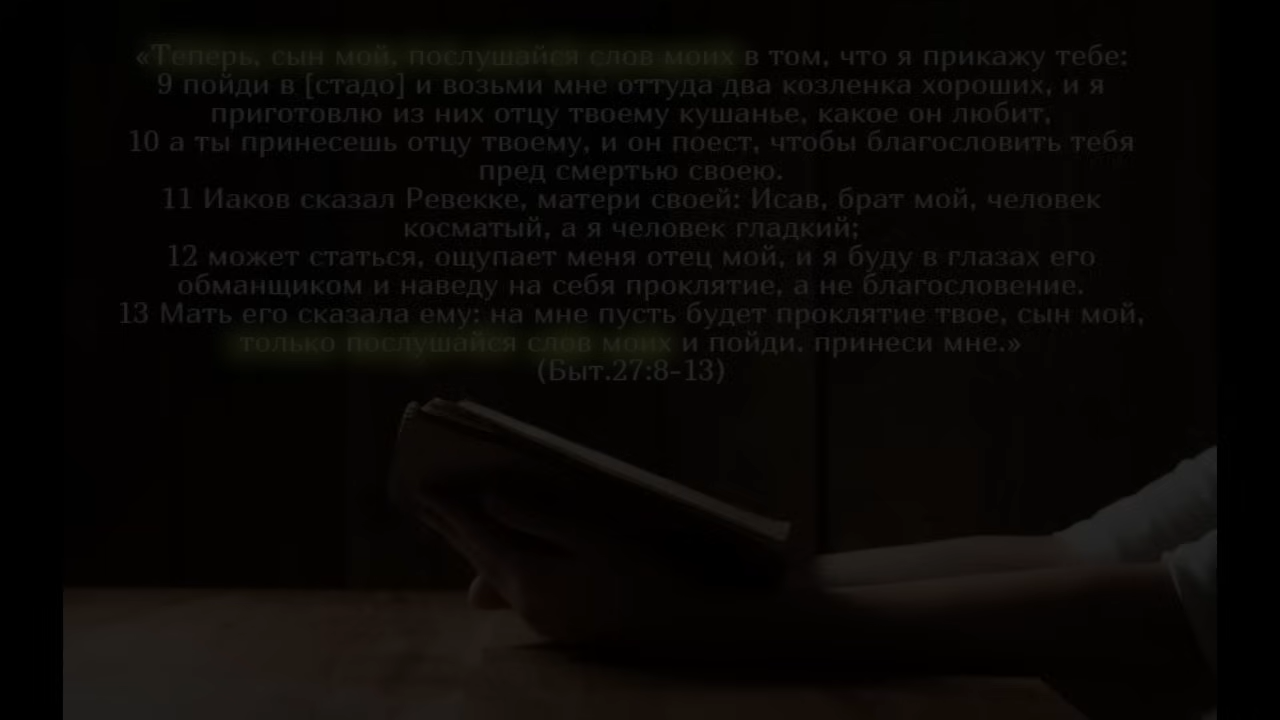 «Теперь, сын мой, послушайся слов моих в том, что я прикажу тебе:
9 пойди в [стадо] и возьми мне оттуда два козленка хороших, и я
приготовлю из них отцу твоему кушанье, какое он любит,
10 а ты принесешь отцу твоему, и он поест, чтобы благословить тебя
пред смертью своею.
11 Иаков сказал Ревекке, матери своей: Исав, брат мой, человек
косматый, а я человек гладкий;
12 может статься, ощупает меня отец мой, и я буду в глазах его
обманщиком и наведу на себя проклятие, а не благословение.
13 Мать его сказала ему: на мне пусть будет проклятие твое, сын мой,
только послушайся слов моих и пойди, принеси мне.»
(Быт.27:8-13)